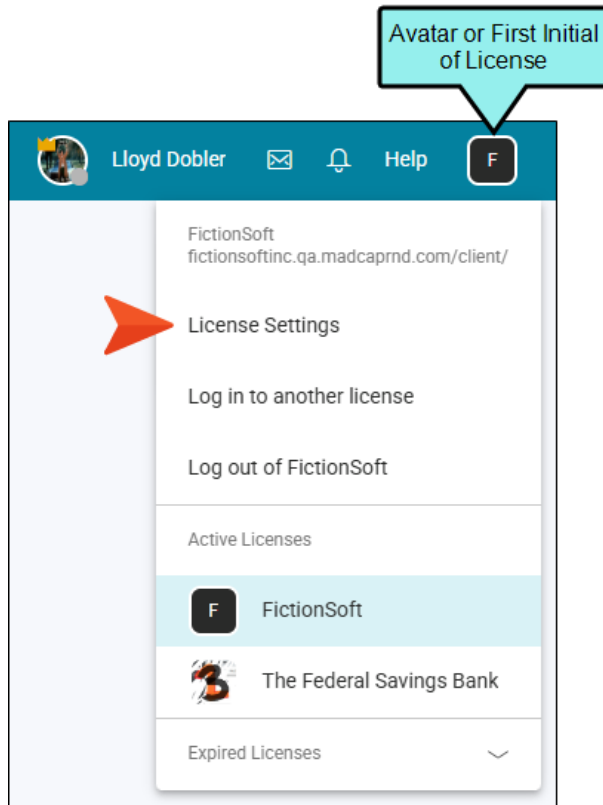 Avatar or First Initial
of License
Lloyd Dobler Help F
FictionSoft
fictionsoftinc.qa.madcaprnd.com/client/
License Settings
Log in to another license
Log out of FictionSoft
Active Licenses
F FictionSoft
The Federal Savings Bank
Expired Licenses